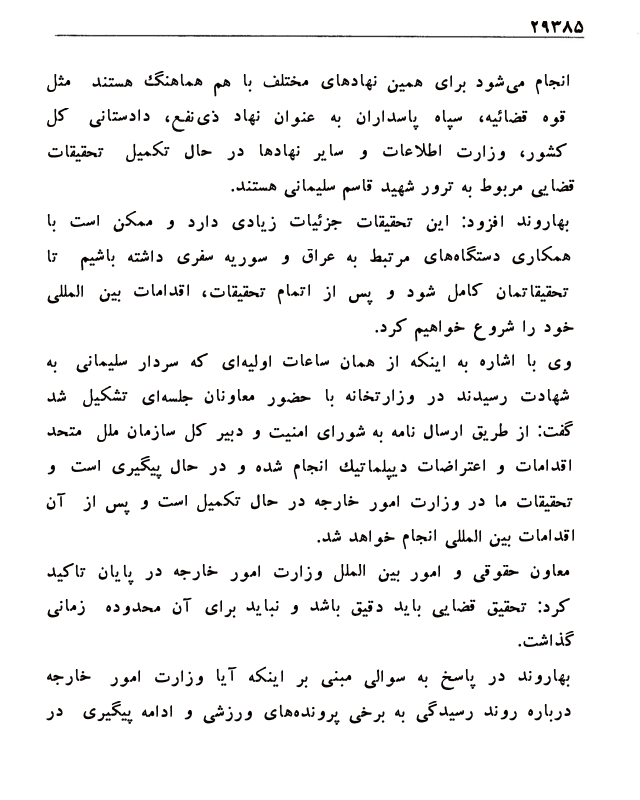 ۲۹۳۸۵
انجام می‌شود برای همین نهادهای مختلف با هم هماهنگ هستند مثل
قوه قضائیه، سپاه پاسداران به عنوان نهاد ذی‌نفع، دادستانی کل
کشور، وزارت اطلاعات و سایر نهادها در حال تکمیل تحقیقات
قضایی مربوط به ترور شهید قاسم سلیمانی هستند.
بهاروند افزود: این تحقیقات جزئیات زیادی دارد و ممکن است با
همکاری دستگاه‌های مرتبط به عراق و سوریه سفری داشته باشیم تا
تحقیقاتمان کامل شود و پس از اتمام تحقیقات، اقدامات بین المللی
خود را شروع خواهیم کرد.
وی با اشاره به اینکه از همان ساعات اولیه‌ای که سردار سلیمانی به
شهادت رسیدند در وزارتخانه با حضور معاونان جلسه‌ای تشکیل شد
گفت: از طریق ارسال نامه به شورای امنیت و دبیر کل سازمان ملل متحد
اقدامات و اعتراضات دیپلماتیک انجام شده و در حال پیگیری است و
تحقیقات ما در وزارت امور خارجه در حال تکمیل است و پس از آن
اقدامات بین المللی انجام خواهد شد.
معاون حقوقی و امور بین الملل وزارت امور خارجه در پایان تاکید
کرد: تحقیق قضایی باید دقیق باشد و نباید برای آن محدوده زمانی
گذاشت.
بهاروند در پاسخ به سوالی مبنی بر اینکه آیا وزارت امور خارجه
درباره روند رسیدگی به برخی پرونده‌های ورزشی و ادامه پیگیری در